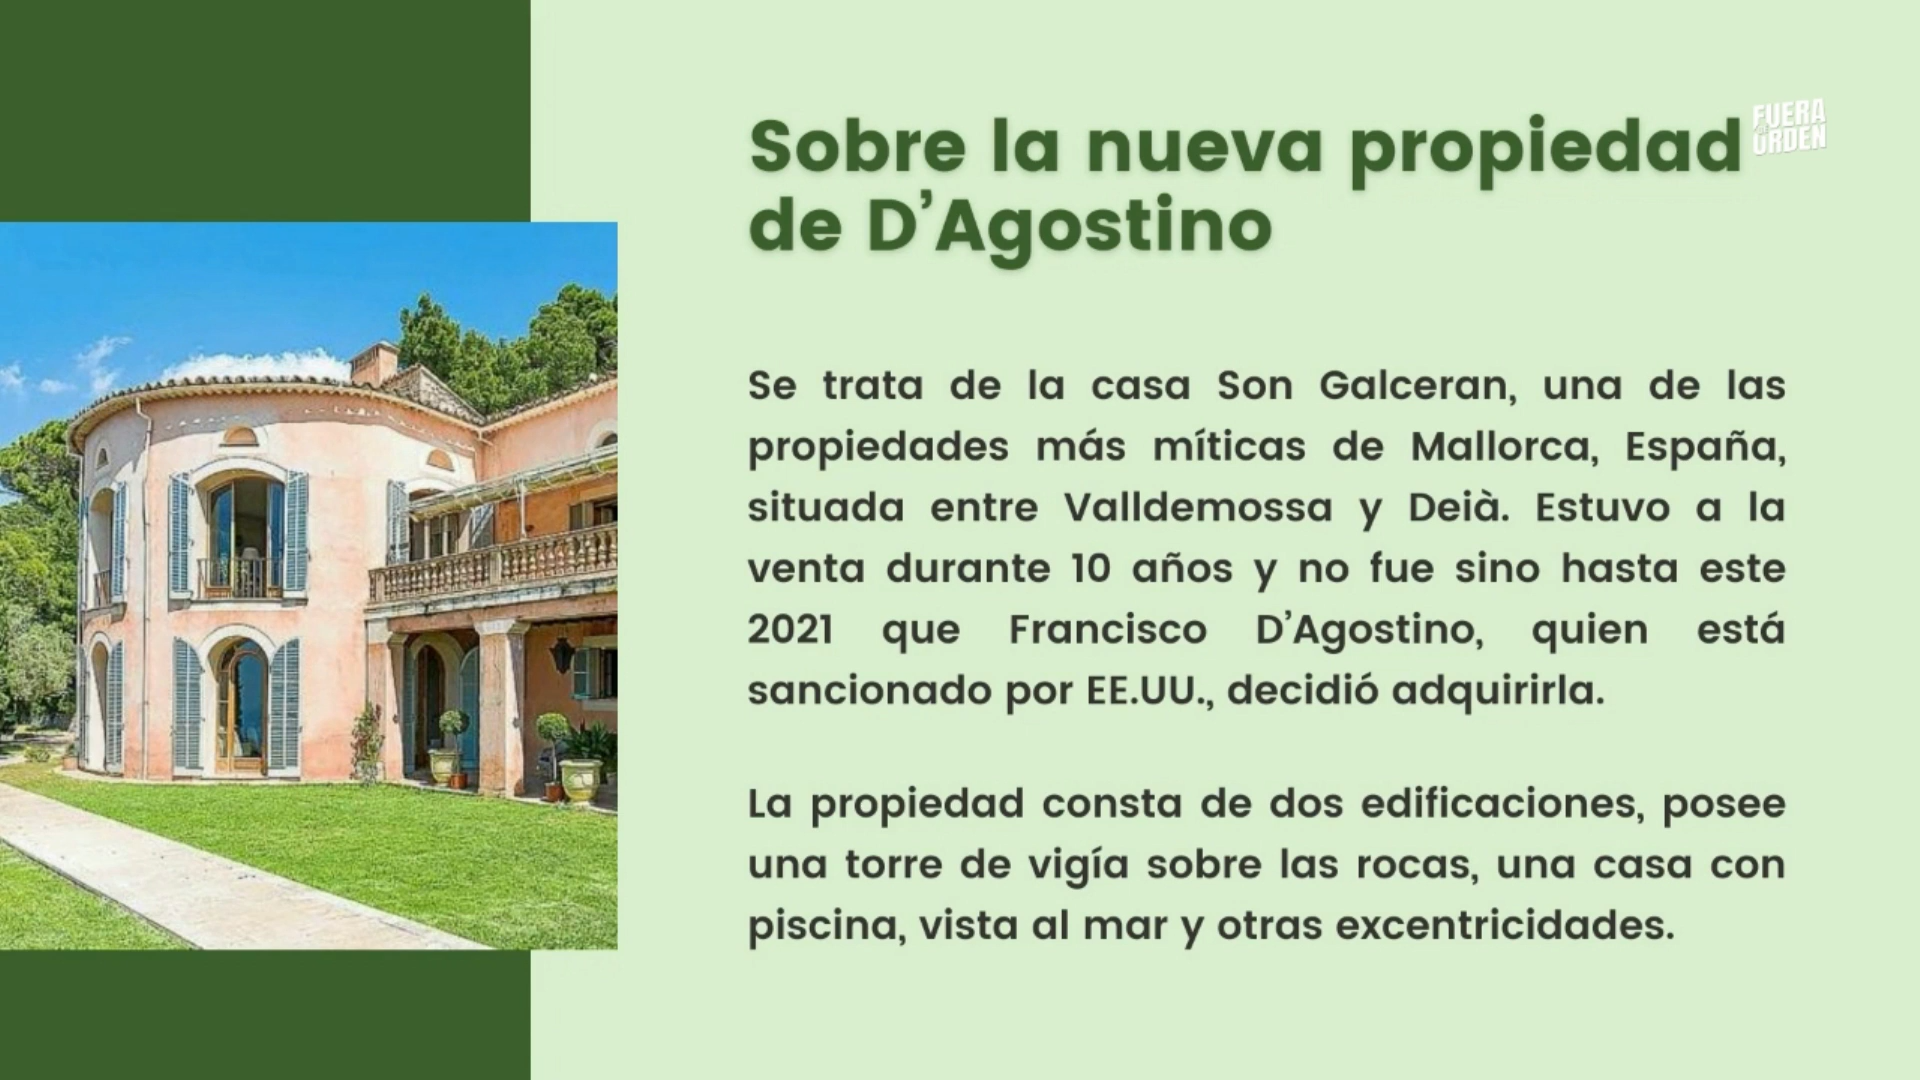 Sobre la nueva propiedad
de D’Agostino
FUERA
ORDEN
Se trata de la casa Son Galceran, una de las
propiedades más míticas de Mallorca, España,
situada entre Valldemossa y Deià. Estuvo a la
venta durante 10 años y no fue sino hasta este
2021 que Francisco D’Agostino, quien está
sancionado por EE.UU., decidió adquirirla.
La propiedad consta de dos edificaciones, posee
una torre de vigía sobre las rocas, una casa con
piscina, vista al mar y otras excentricidades.